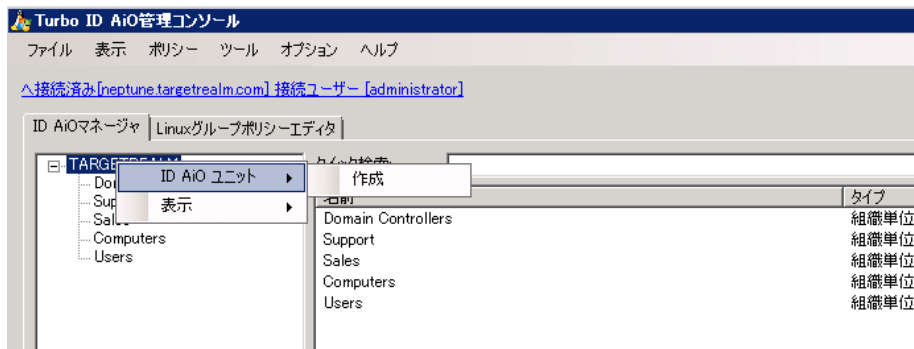 Turbo ID AiO管理コンソール
ファイル 表示 ポリシー ツール オプション ヘルプ
へ接続済み[neptune.targetrealm.com] 接続ユーザー [administrator]
ID AiOマネージャ Linuxグループポリシーエディタ
ID AiO ユニット 作成
表示
Computers
Users
タイプ
Domain Controllers 組織単位
Support 組織単位
Sales 組織単位
Computers 組織単位
Users 組織単位